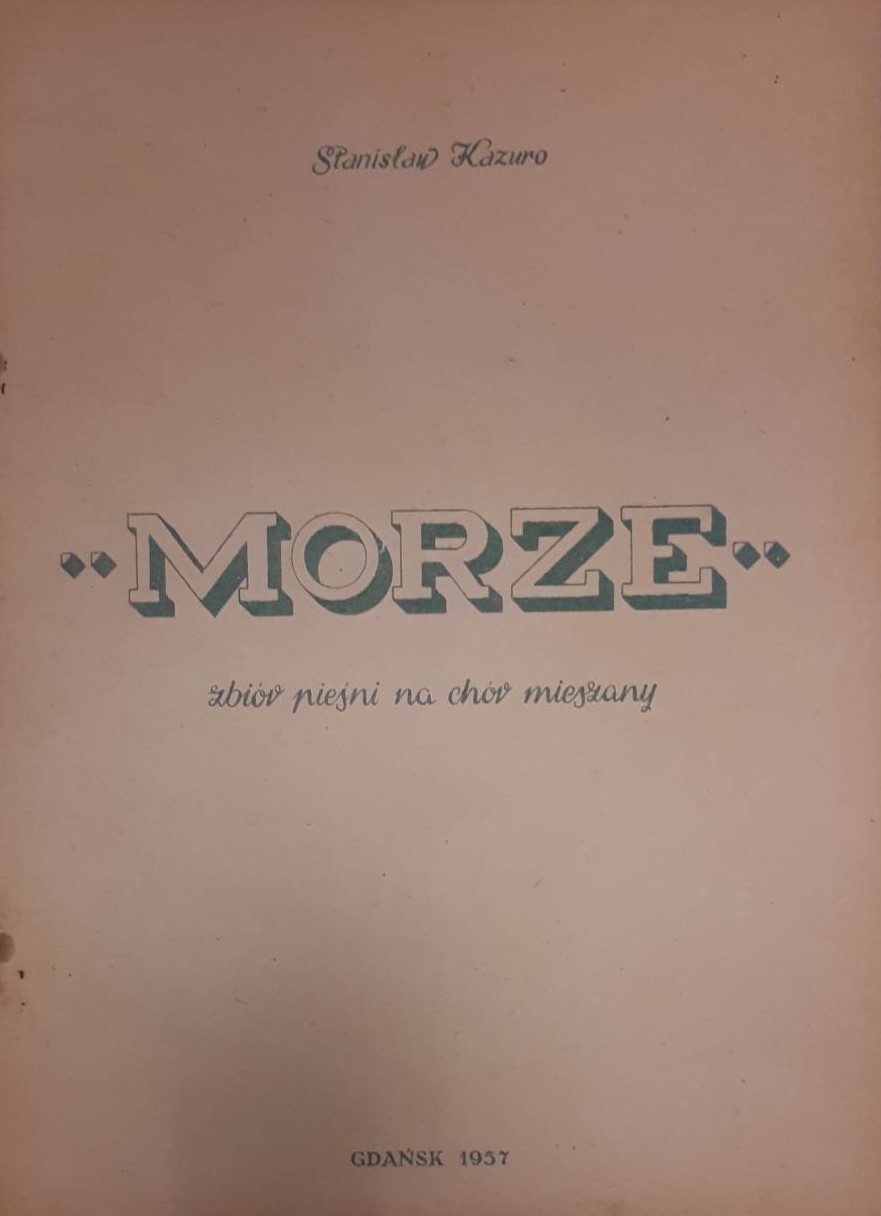 Stanisław Kazuro
MORZE
zbiór pieśni na chór mieszany
GDAŃSK 1957